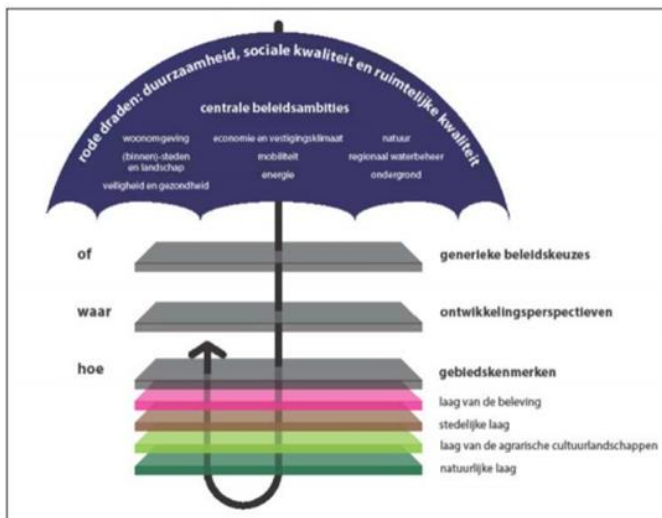 rode draden: duurzaamheid, sociale kwaliteit en ruimtelijke kwaliteit
centrale beleidsambities
woonomgeving
(binnen)-steden
en landschap
veiligheid en gezondheid
economie en vestigingsklimaat
mobiliteit
energie
natuur
regionaal waterbeheer
ondergrond
of
generieke beleidskeuzes
waar
ontwikkelingsperspectieven
hoe
gebiedskenmerken
laag van de beleving
stedelijke laag
laag van de agrarische cultuurlandschappen
natuurlijke laag